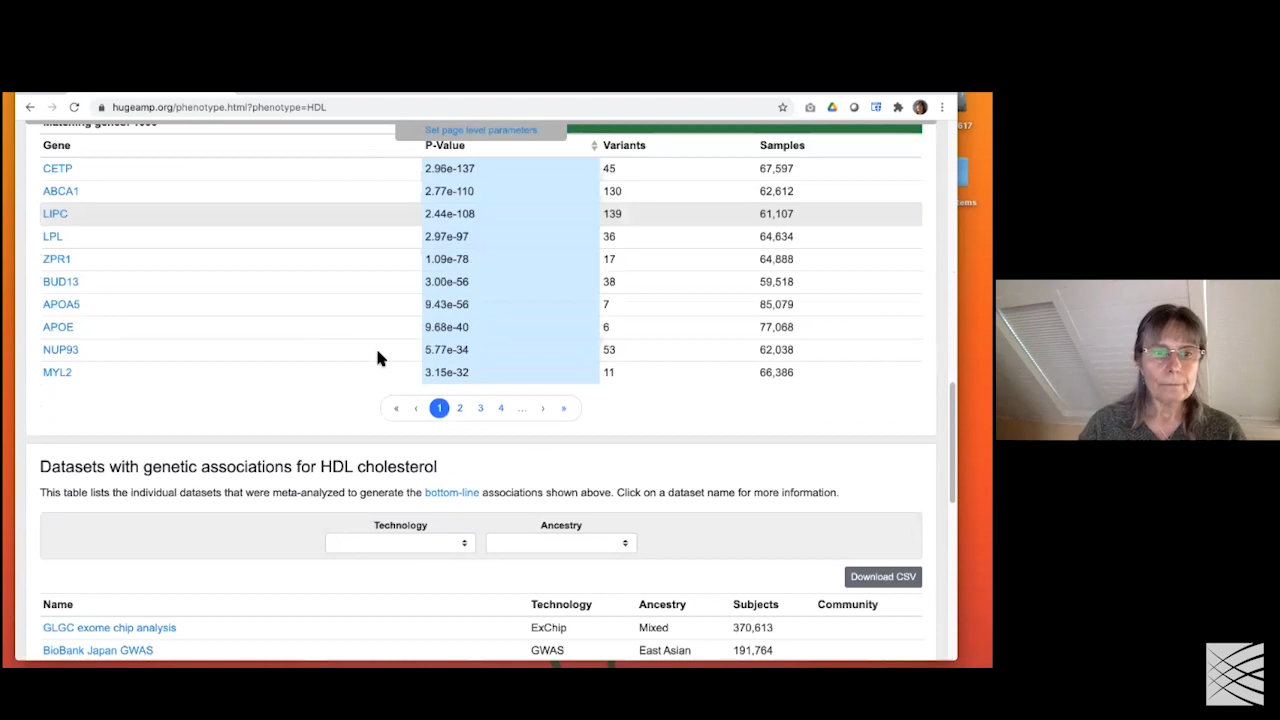 hugeamp.org/phenotype.html?phenotype=HDL
Set page level parameters
617
Gene P-Value Variants Samples
CETP 2.96e-137 45 67,597
ABCA1 2.77e-110 130 62,612
LIPC 2.44e-108 139 61,107
LPL 2.97e-97 36 64,634
tems
ZPR1 1.09e-78 17 64,888
BUD13 3.00e-56 38 59,518
APOA5 9.43e-56 7 85,079
APOE 9.68e-40 6 77,068
NUP93 5.77e-34 53 62,038
MYL2 3.15e-32 11 66,386
« ‹ 1 2 3 4 … › »
Datasets with genetic associations for HDL cholesterol
This table lists the individual datasets that were meta-analyzed to generate the bottom-line associations shown above. Click on a dataset name for more information.
Technology Ancestry
Download CSV
Name Technology Ancestry Subjects Community
GLGC exome chip analysis ExChip Mixed 370,613
BioBank Japan GWAS GWAS East Asian 191,764